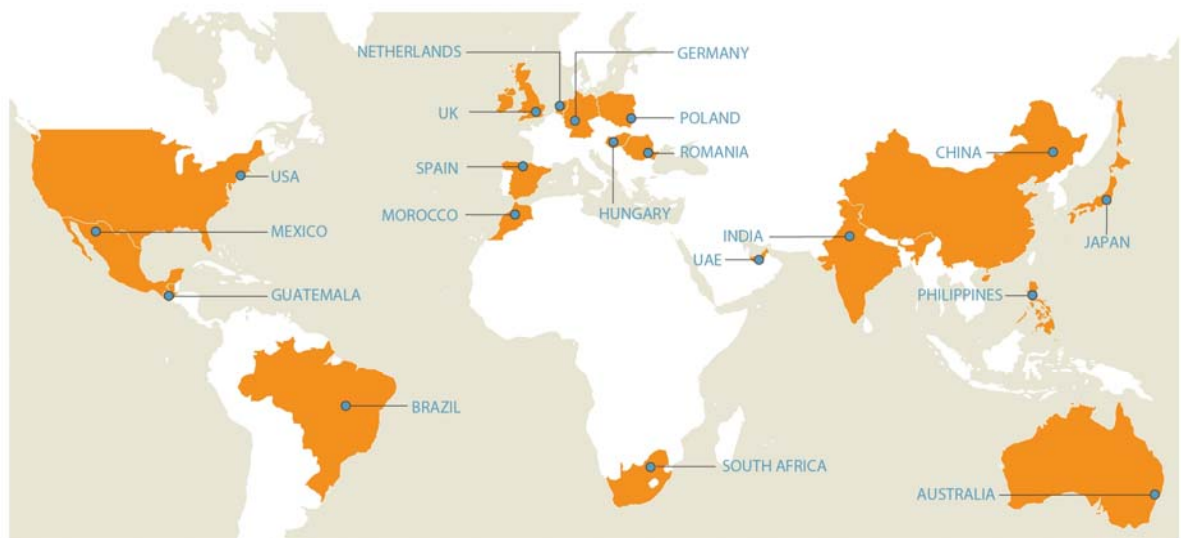 NETHERLANDS
GERMANY
UK
POLAND
ROMANIA
CHINA
SPAIN
USA
MOROCCO
HUNGARY
MEXICO
INDIA
JAPAN
UAE
GUATEMALA
PHILIPPINES
BRAZIL
SOUTH AFRICA
AUSTRALIA